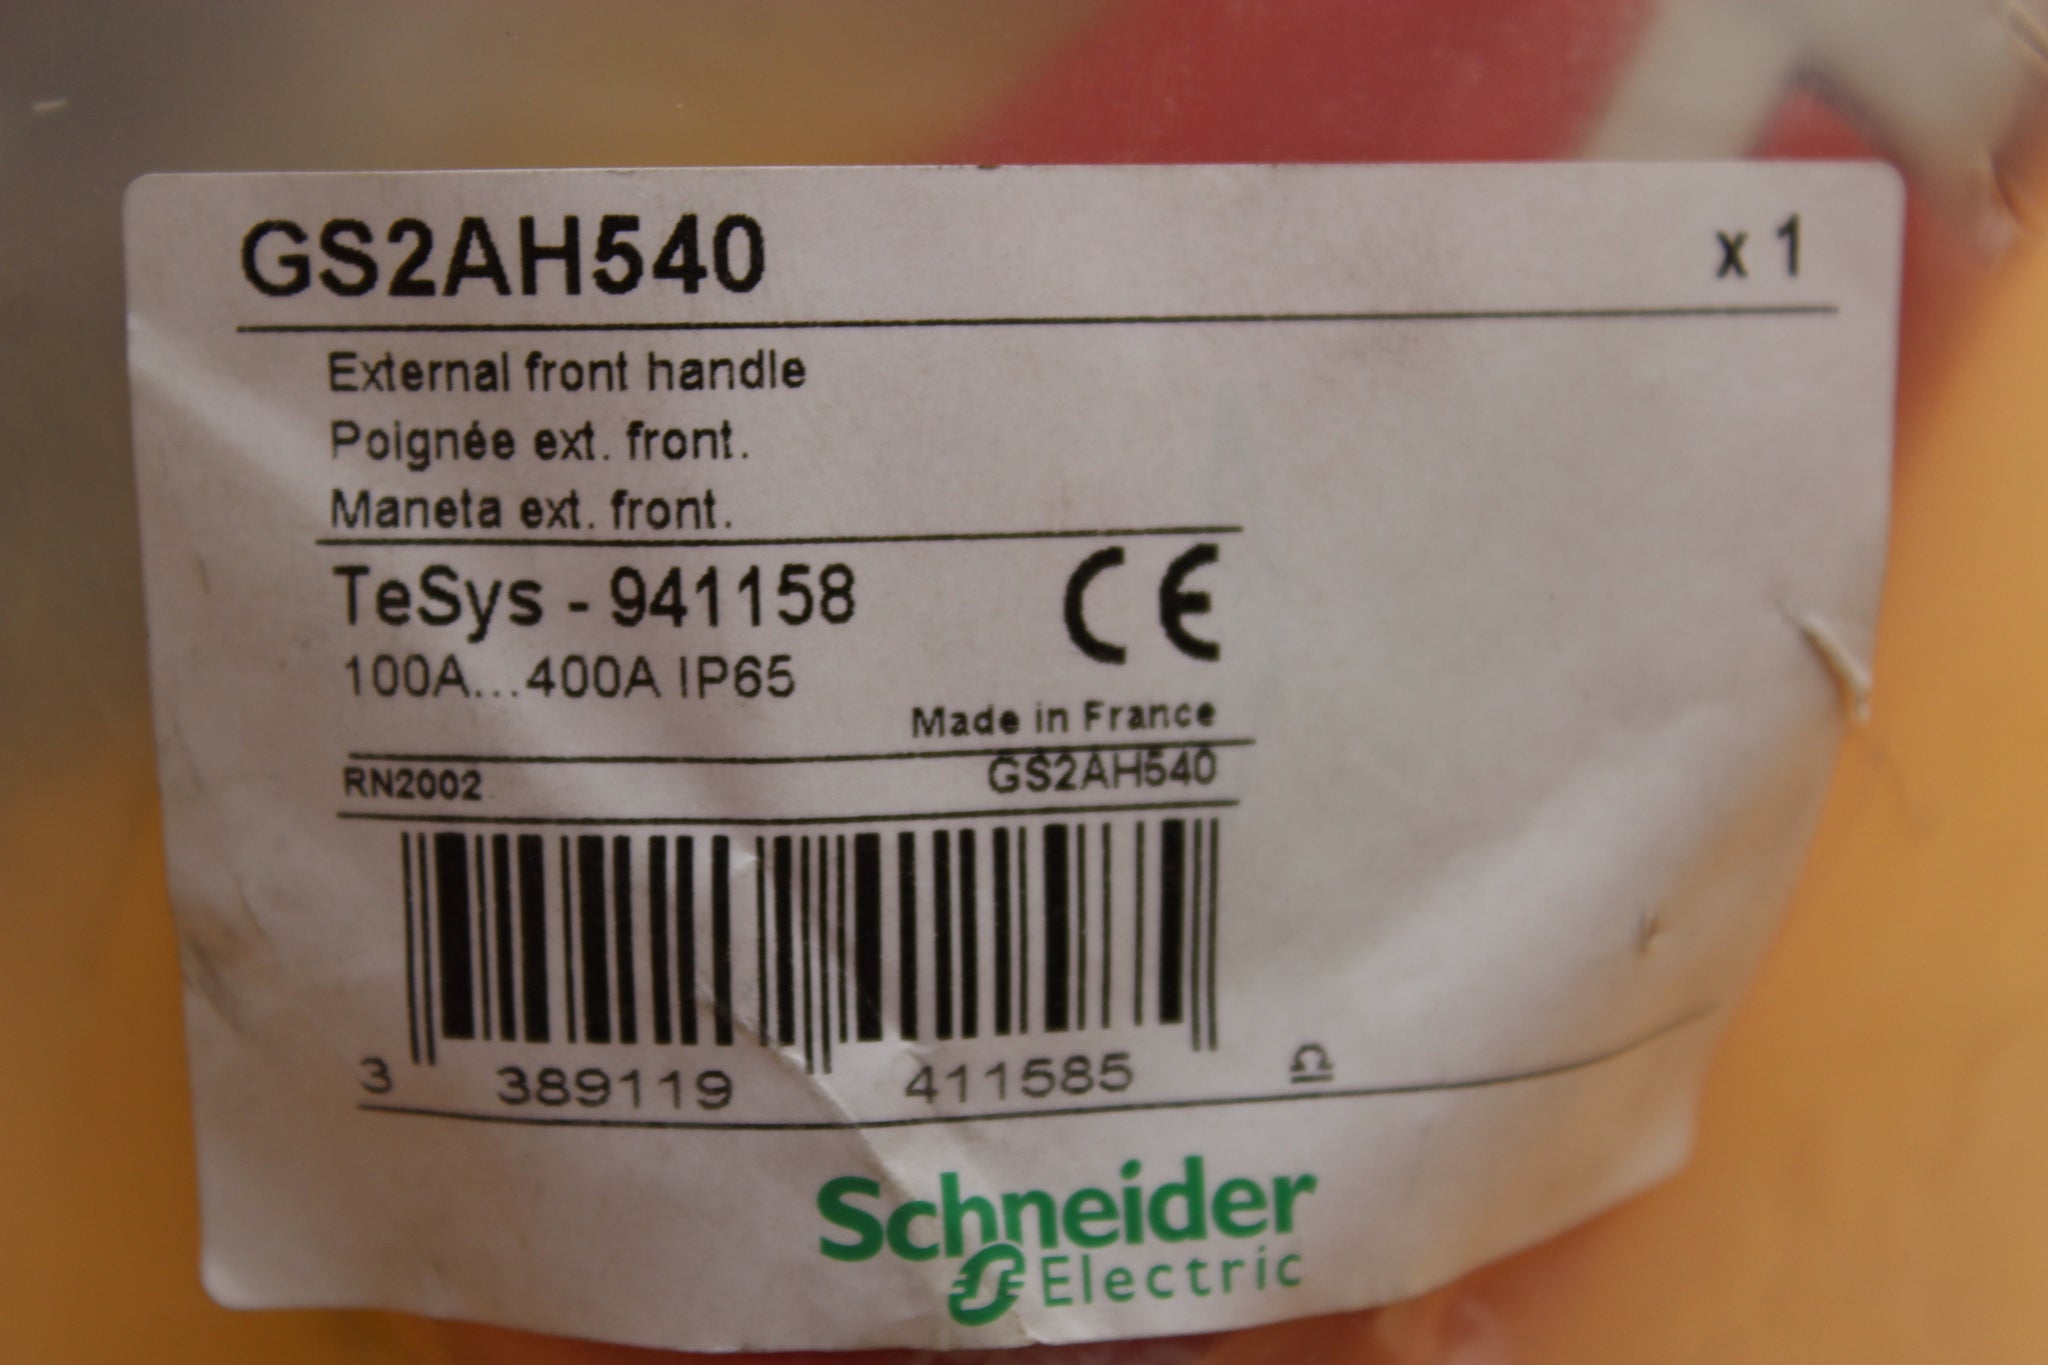 GS2AH540 x 1
External front handle
Poignée ext. front.
Maneta ext. front.
TeSys - 941158 CE
100A...400A IP65
Made in France
RN2002 GS2AH540
3 389119 411585 Ω
Schneider
Electric